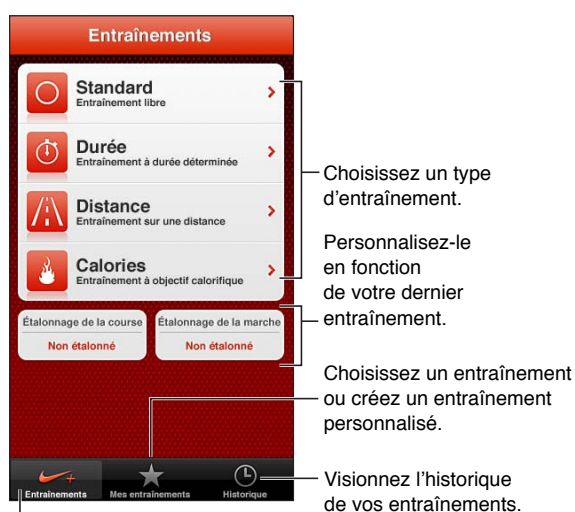 Entraînements
Standard
Entraînement libre
Durée
Entraînement à durée déterminée
Distance
Entraînement sur une distance
Calories
Entraînement à objectif calorifique
Étalonnage de la course
Non étalonné
Étalonnage de la marche
Non étalonné
Entraînements
Mes entraînements
Historique
Choisissez un type
d’entraînement.
Personnalisez-le
en fonction
de votre dernier
entraînement.
Choisissez un entraînement
ou créez un entraînement
personnalisé.
Visionnez l’historique
de vos entraînements.